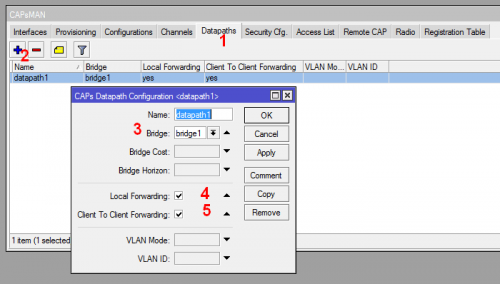 CAPsMAN
Interfaces Provisioning Configurations Channels Datapaths Security Cfg. Access List Remote CAP Radio Registration Table
1
2
Name / Bridge Local Forwarding Client To Client Forwarding VLAN Mo... VLAN ID
datapath1 bridge1 yes yes
CAPs Datapath Configuration <datapath1>
Name: datapath1 OK
3 Bridge: bridge1 Cancel
Bridge Cost: Apply
Bridge Horizon: Comment
Local Forwarding: 4 Copy
Client To Client Forwarding: 5 Remove
VLAN Mode:
VLAN ID:
1 item (1 selected